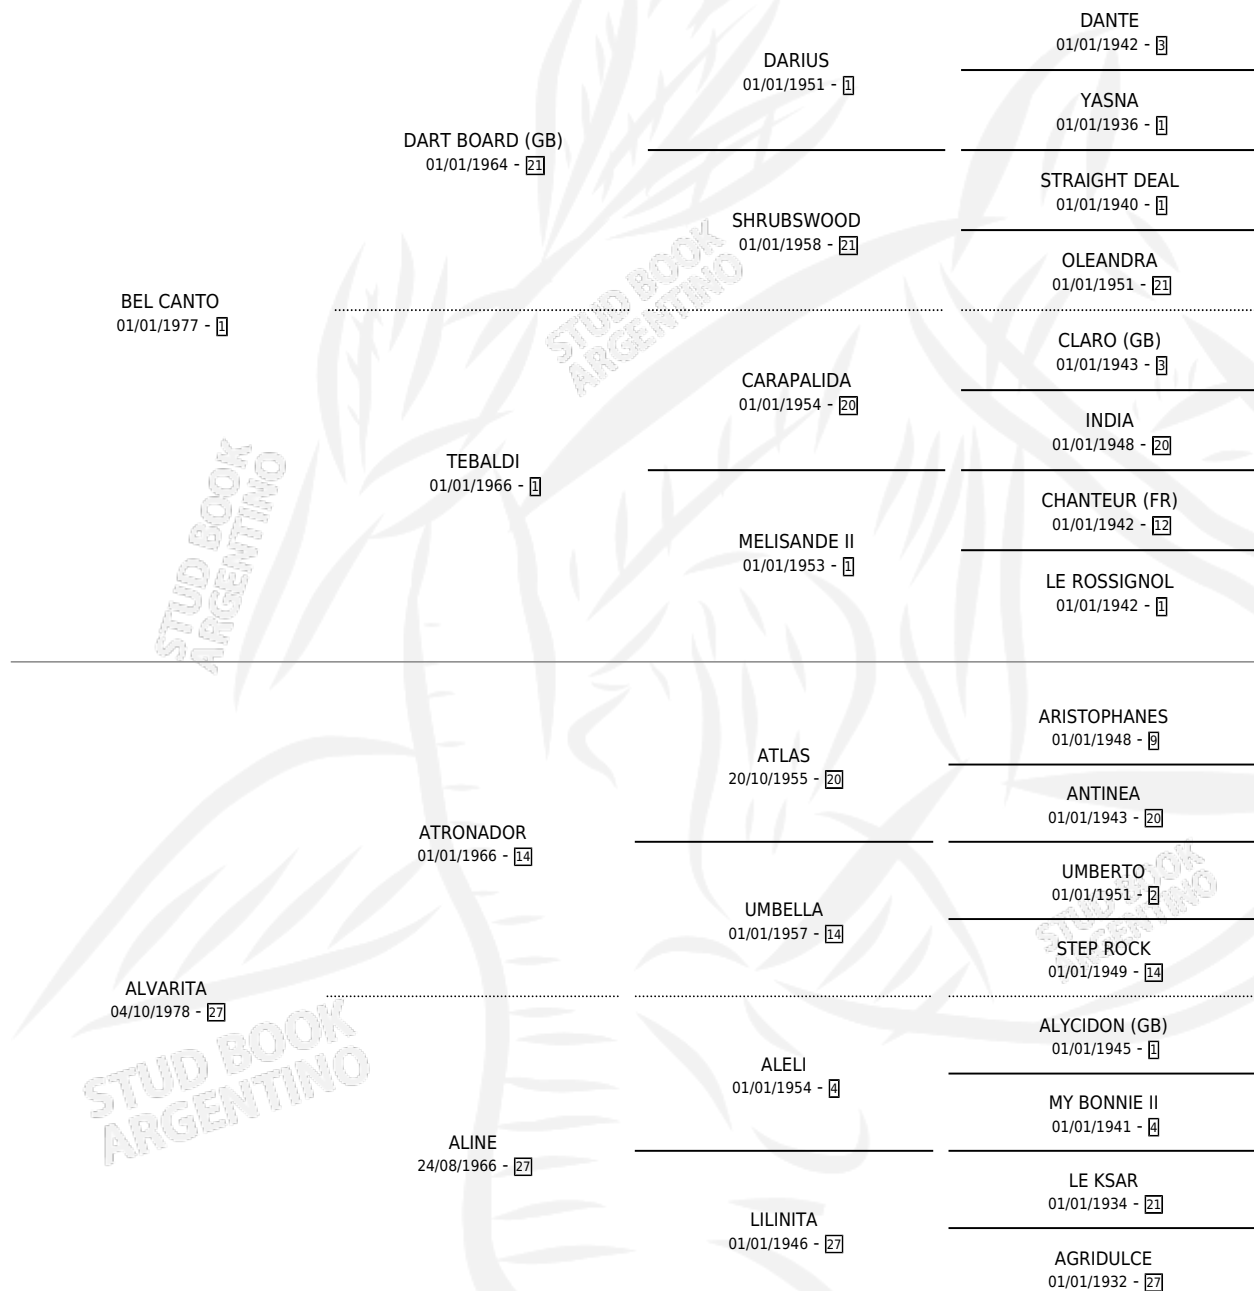 DANTE
01/01/1942 - 3
DARIUS
01/01/1951 - 1
YASNA
01/01/1936 - 1
DART BOARD (GB)
01/01/1964 - 21
STRAIGHT DEAL
01/01/1940 - 1
SHRUBSWOOD
01/01/1958 - 21
OLEANDRA
01/01/1951 - 21
BEL CANTO
01/01/1977 - 1
STUD BOOK
ARGENTINO
CLARO (GB)
01/01/1943 - 3
CARAPALIDA
01/01/1954 - 20
INDIA
01/01/1948 - 20
TEBALDI
01/01/1966 - 1
CHANTEUR (FR)
01/01/1942 - 12
MELISANDE II
01/01/1953 - 1
LE ROSSIGNOL
01/01/1942 - 1
STUD BOOK
ARGENTINO
ARISTOPHANES
01/01/1948 - 9
ATLAS
20/10/1955 - 20
ANTINEA
01/01/1943 - 20
ATRONADOR
01/01/1966 - 14
UMBERTO
01/01/1951 - 2
UMBELLA
01/01/1957 - 14
STEP ROCK
01/01/1949 - 14
STUD BOOK
ARGENTINO
ALVARITA
04/10/1978 - 27
ALYCIDON (GB)
01/01/1945 - 1
ALELI
01/01/1954 - 4
MY BONNIE II
01/01/1941 - 4
STUD BOOK
ARGENTINO
ALINE
24/08/1966 - 27
LE KSAR
01/01/1934 - 21
LILINITA
01/01/1946 - 27
AGRIDULCE
01/01/1932 - 27